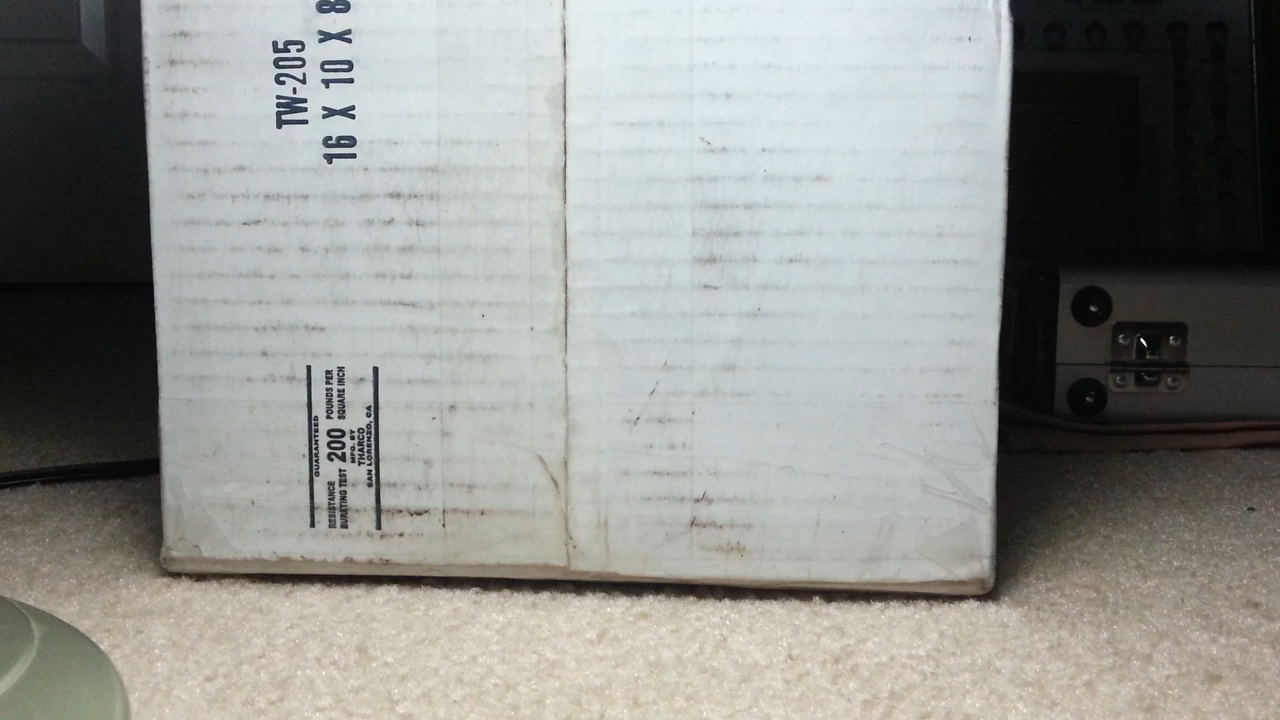 TW-205
16 X 10 X 8
GUARANTEED
RESISTANCE 200 POUNDS PER
BURSTING TEST SQUARE INCH
MFG. BY
THARCO
SAN LORENZO, CA